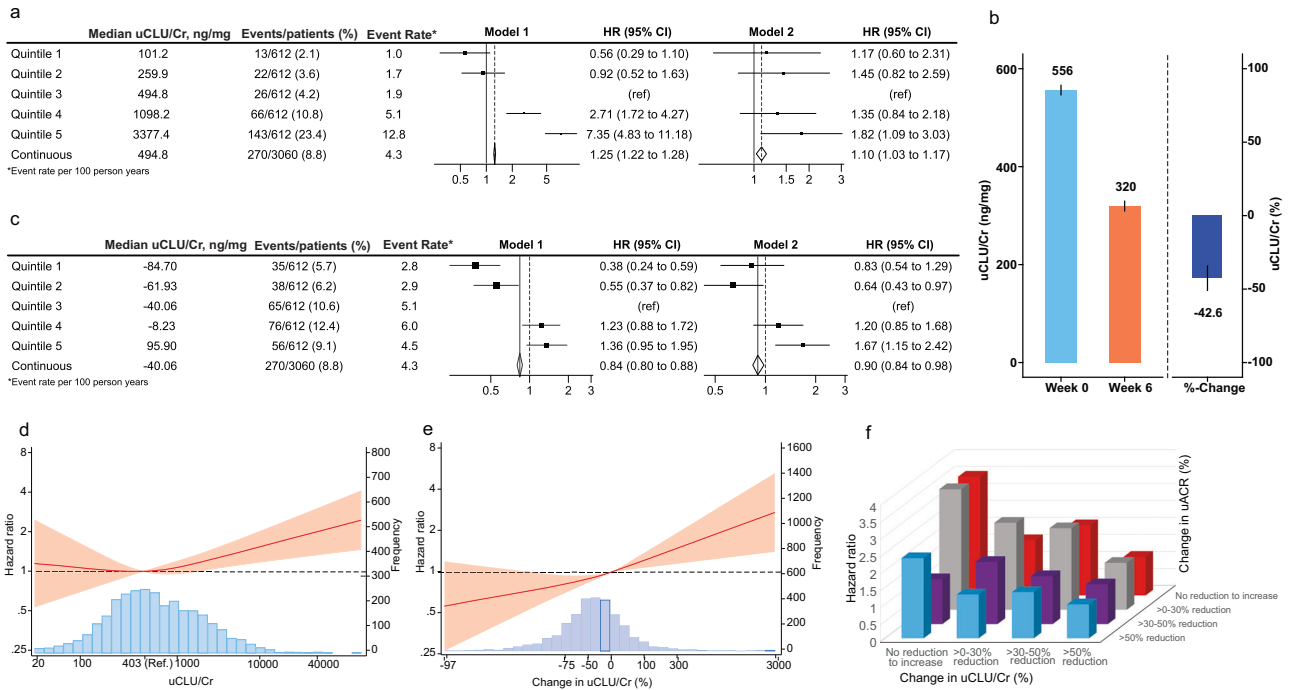 a
Median uCLU/Cr, ng/mg Events/patients (%) Event Rate* Model 1 HR (95% CI) Model 2 HR (95% CI)
Quintile 1 101.2 13/612 (2.1) 1.0 0.56 (0.29 to 1.10) 1.17 (0.60 to 2.31)
Quintile 2 259.9 22/612 (3.6) 1.7 0.92 (0.52 to 1.63) 1.45 (0.82 to 2.59)
Quintile 3 494.8 26/612 (4.2) 1.9 (ref) (ref)
Quintile 4 1098.2 66/612 (10.8) 5.1 2.71 (1.72 to 4.27) 1.35 (0.84 to 2.18)
Quintile 5 3377.4 143/612 (23.4) 12.8 7.35 (4.83 to 11.18) 1.82 (1.09 to 3.03)
Continuous 494.8 270/3060 (8.8) 4.3 1.25 (1.22 to 1.28) 1.10 (1.03 to 1.17)
*Event rate per 100 person years
0.5 1 2 5 1 1.5 2 3
b
600
400
200
0
uCLU/Cr (ng/mg)
556
320
-42.6
100
50
0
-50
-100
uCLU/Cr (%)
Week 0 Week 6 %-Change
c
Median uCLU/Cr, ng/mg Events/patients (%) Event Rate* Model 1 HR (95% CI) Model 2 HR (95% CI)
Quintile 1 -84.70 35/612 (5.7) 2.8 0.38 (0.24 to 0.59) 0.83 (0.54 to 1.29)
Quintile 2 -61.93 38/612 (6.2) 2.9 0.55 (0.37 to 0.82) 0.64 (0.43 to 0.97)
Quintile 3 -40.06 65/612 (10.6) 5.1 (ref) (ref)
Quintile 4 -8.23 76/612 (12.4) 6.0 1.23 (0.88 to 1.72) 1.20 (0.85 to 1.68)
Quintile 5 95.90 56/612 (9.1) 4.5 1.36 (0.95 to 1.95) 1.67 (1.15 to 2.42)
Continuous -40.06 270/3060 (8.8) 4.3 0.84 (0.80 to 0.88) 0.90 (0.84 to 0.98)
*Event rate per 100 person years
0.5 1 2 3 0.5 1 2 3
d
8
4
2
1
.5
.25
Hazard ratio
800
700
600
500
400
300
200
100
0
Frequency
20 100 403 (Ref.) 1000 10000 40000
uCLU/Cr
e
8
4
2
1
.5
.25
Hazard ratio
1600
1400
1200
1000
800
600
400
200
0
Frequency
-97 -75 -50 0 100 300 3000
Change in uCLU/Cr (%)
f
4
3.5
3
2.5
2
1.5
1
0.5
0
Hazard ratio
Change in uACR (%)
No reduction to increase
>0-30% reduction
>30-50% reduction
>50% reduction
No reduction >0-30% >30-50% >50%
to increase reduction reduction reduction
Change in uCLU/Cr (%)